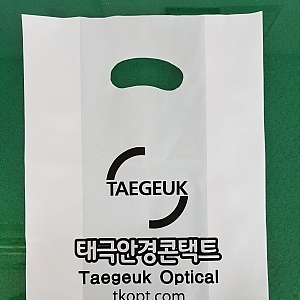 TAEGEUK
태극안경콘택트
Taegeuk Optical
tkopt.com